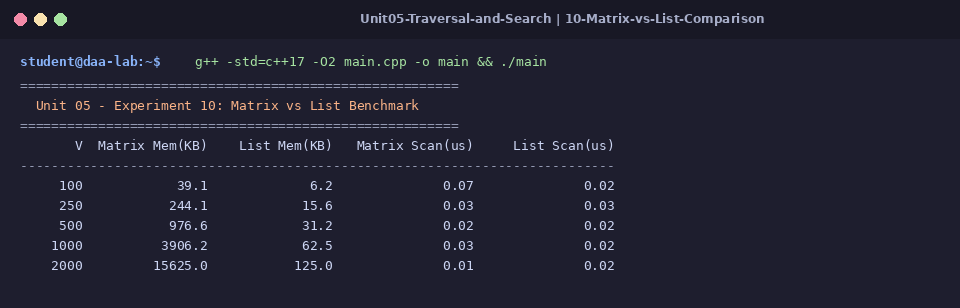 Unit05-Traversal-and-Search | 10-Matrix-vs-List-Comparison
student@daa-lab:~$ g++ -std=c++17 -O2 main.cpp -o main && ./main
========================================================
Unit 05 - Experiment 10: Matrix vs List Benchmark
========================================================
V Matrix Mem(KB) List Mem(KB) Matrix Scan(us) List Scan(us)
----------------------------------------------------------------------------
100 39.1 6.2 0.07 0.02
250 244.1 15.6 0.03 0.03
500 976.6 31.2 0.02 0.02
1000 3906.2 62.5 0.03 0.02
2000 15625.0 125.0 0.01 0.02